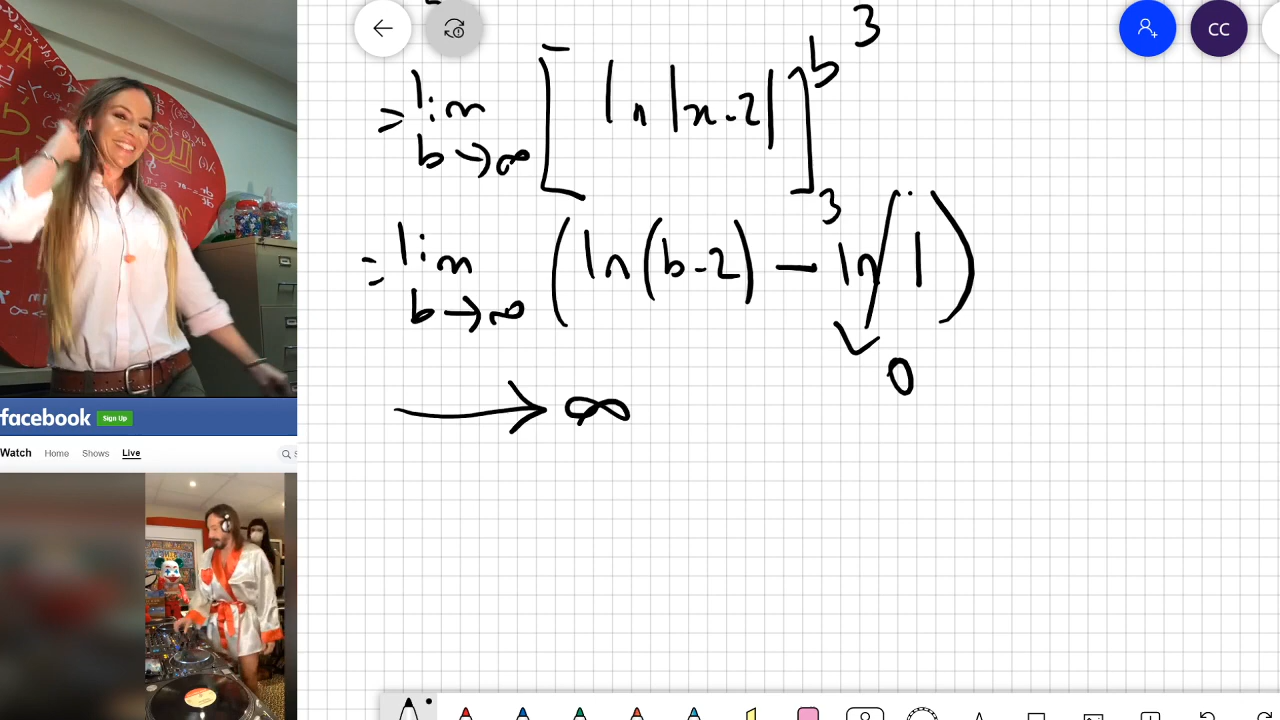 CC
3
= lim b→∞ [ ln |x-2| ] b 3
= lim b→∞ ( ln(b-2) - ln 1 )
0
→ ∞
facebook Sign Up
Watch Home Shows Live